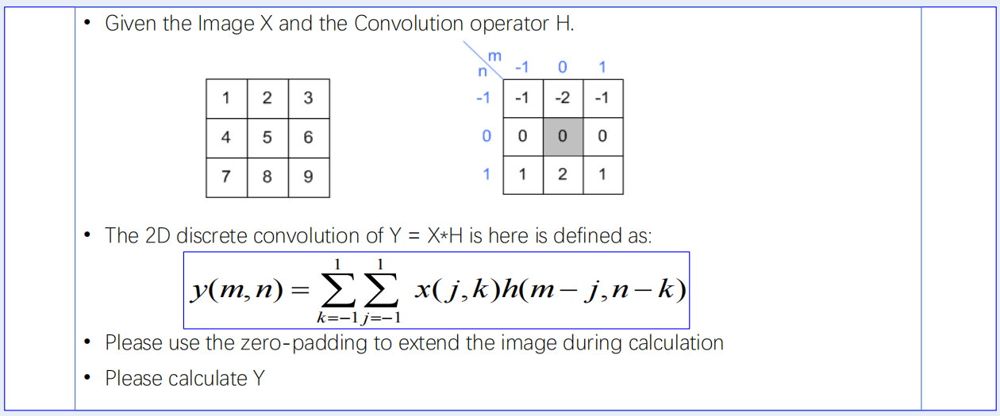 • Given the Image X and the Convolution operator H.
m
n -1 0 1
1 2 3 -1 -1 -2 -1
4 5 6 0 0 0 0
7 8 9 1 1 2 1
• The 2D discrete convolution of Y = X*H is here is defined as:
y(m,n) = ∑_{k=-1}^{1} ∑_{j=-1}^{1} x(j,k)h(m-j,n-k)
• Please use the zero-padding to extend the image during calculation
• Please calculate Y